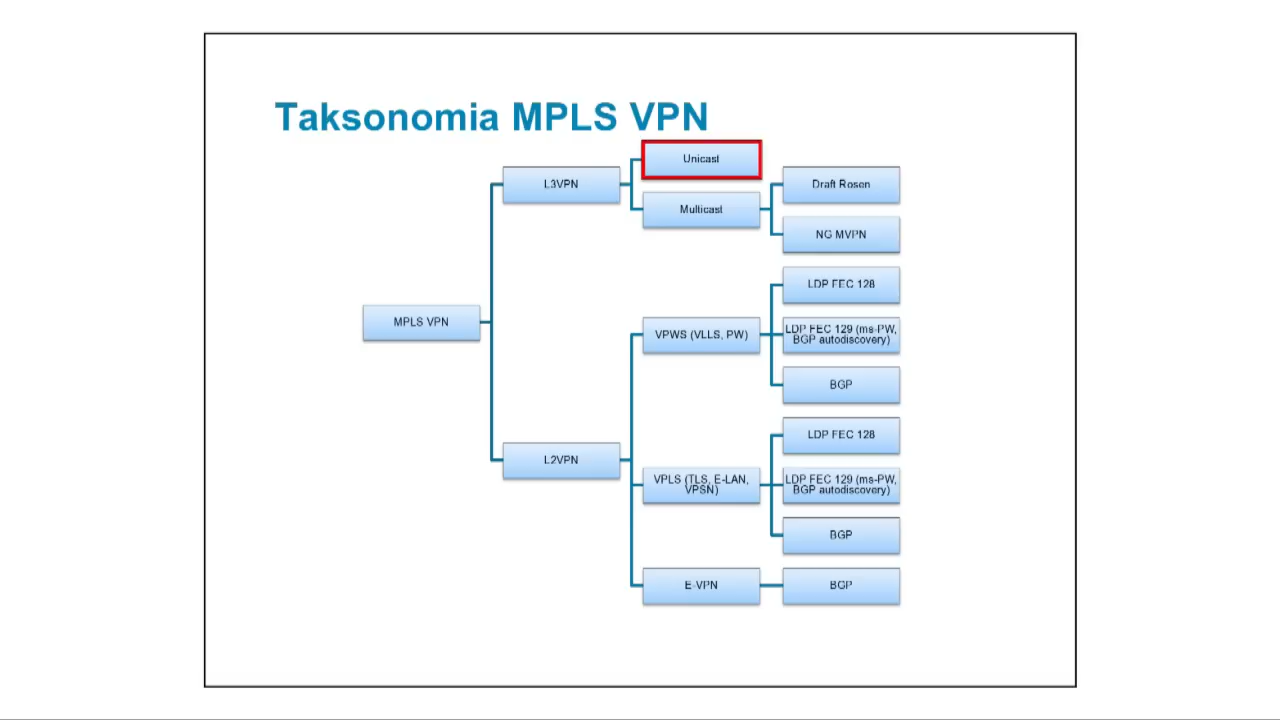 Taksonomia MPLS VPN
Unicast
L3VPN
Draft Rosen
Multicast
NG MVPN
LDP FEC 128
MPLS VPN
VPWS (VLLS, PW)
LDP FEC 129 (ms-PW,
BGP autodiscovery)
BGP
LDP FEC 128
L2VPN
VPLS (TLS, E-LAN,
VPSN)
LDP FEC 129 (ms-PW,
BGP autodiscovery)
BGP
E-VPN
BGP